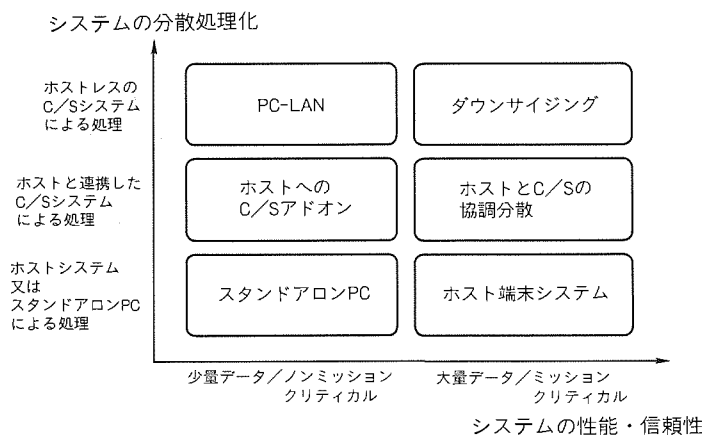 システムの分散処理化
ホストレスの
C/Sシステム
による処理
PC-LAN
ダウンサイジング
ホストと連携した
C/Sシステム
による処理
ホストへの
C/Sアドオン
ホストとC/Sの
協調分散
ホストシステム
又は
スタンドアロンPC
による処理
スタンドアロンPC
ホスト端末システム
少量データ/ノンミッション
クリティカル
大量データ/ミッション
クリティカル
システムの性能・信頼性